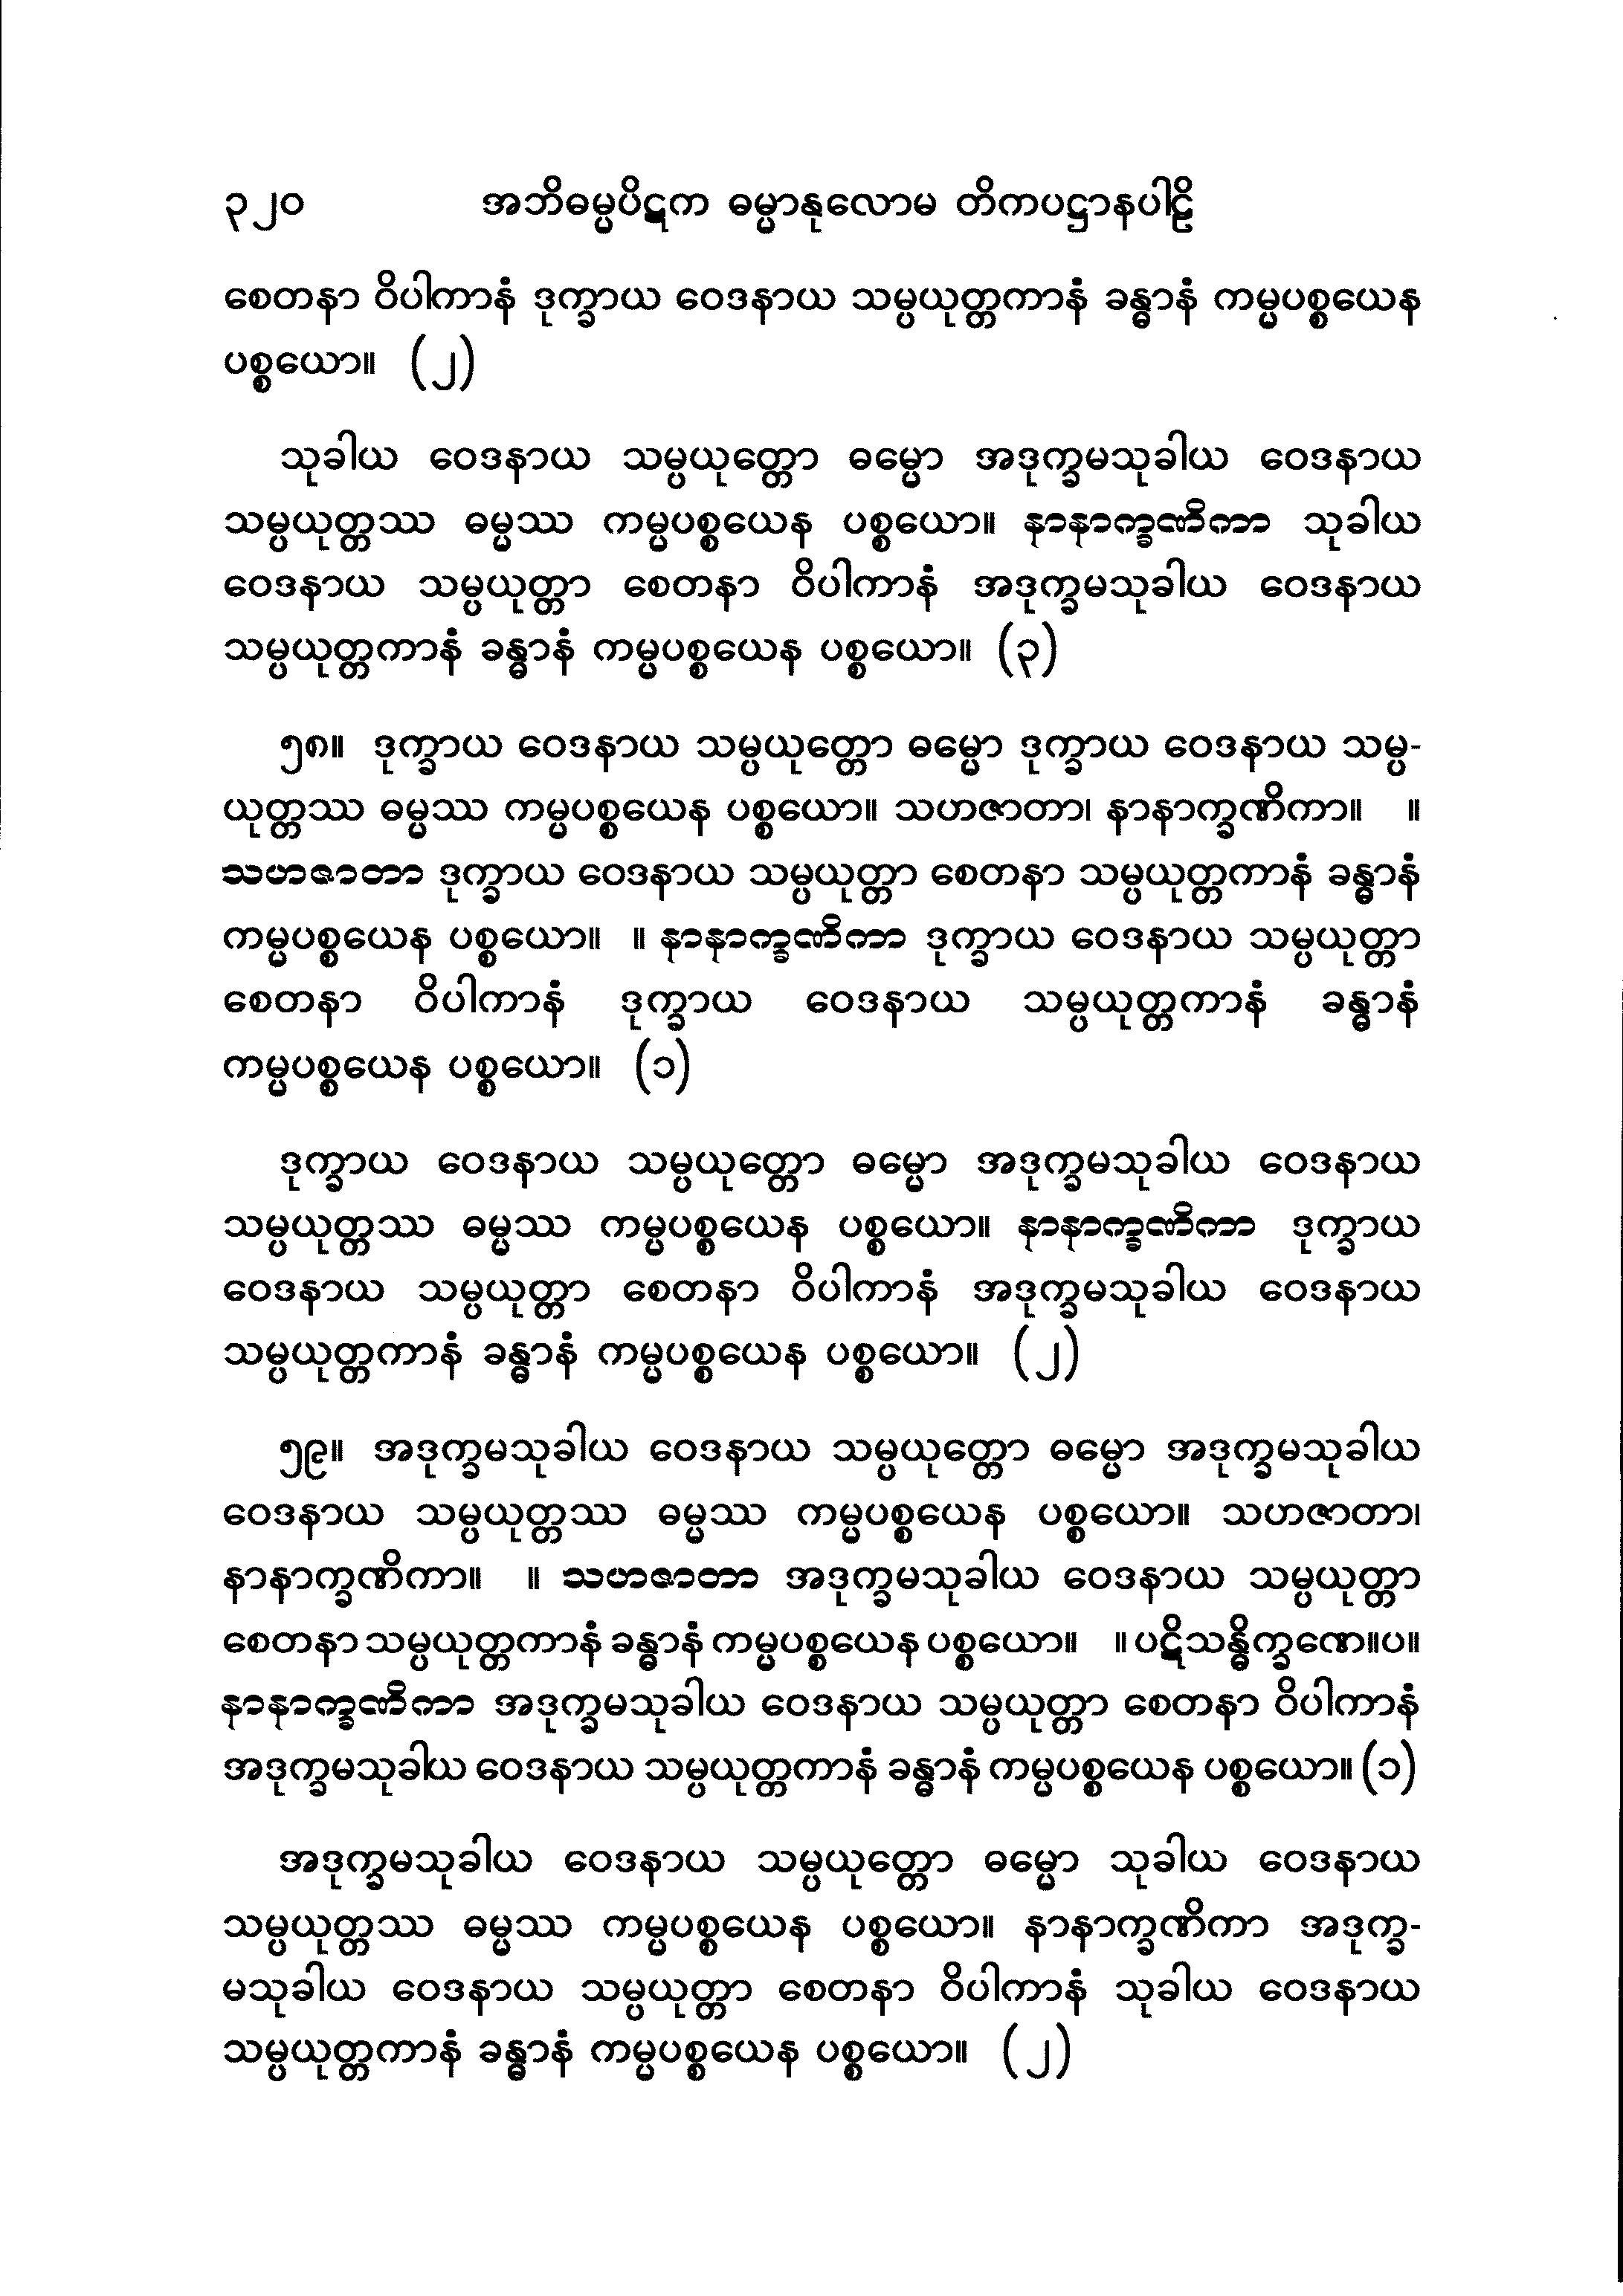 ၃၂၀ အဘိဓမ္မပိဋက ဓမ္မာနုလောမ တိကပဋ္ဌာနပါဠိ
စေတနာ ဝိပါကာနံ ဒုက္ခာယ ဝေဒနာယ သမ္ပယုတ္တကာနံ ခန္ဓာနံ ကမ္မပစ္စယေန
ပစ္စယော။ (၂)
သုခါယ ဝေဒနာယ သမ္ပယုတ္တော ဓမ္မော အဒုက္ခမသုခါယ ဝေဒနာယ
သမ္ပယုတ္တဿ ဓမ္မဿ ကမ္မပစ္စယေန ပစ္စယော။ နာနာက္ခဏိကာ သုခါယ
ဝေဒနာယ သမ္ပယုတ္တာ စေတနာ ဝိပါကာနံ အဒုက္ခမသုခါယ ဝေဒနာယ
သမ္ပယုတ္တကာနံ ခန္ဓာနံ ကမ္မပစ္စယေန ပစ္စယော။ (၃)
၅၈။ ဒုက္ခာယ ဝေဒနာယ သမ္ပယုတ္တော ဓမ္မော ဒုက္ခာယ ဝေဒနာယ သမ္ပ-
ယုတ္တဿ ဓမ္မဿ ကမ္မပစ္စယေန ပစ္စယော။ သဟဇာတာ၊ နာနာက္ခဏိကာ။ ။
သဟဇာတာ ဒုက္ခာယ ဝေဒနာယ သမ္ပယုတ္တာ စေတနာ သမ္ပယုတ္တကာနံ ခန္ဓာနံ
ကမ္မပစ္စယေန ပစ္စယော။ ။ နာနာက္ခဏိကာ ဒုက္ခာယ ဝေဒနာယ သမ္ပယုတ္တာ
စေတနာ ဝိပါကာနံ ဒုက္ခာယ ဝေဒနာယ သမ္ပယုတ္တကာနံ ခန္ဓာနံ
ကမ္မပစ္စယေန ပစ္စယော။ (၁)
ဒုက္ခာယ ဝေဒနာယ သမ္ပယုတ္တော ဓမ္မော အဒုက္ခမသုခါယ ဝေဒနာယ
သမ္ပယုတ္တဿ ဓမ္မဿ ကမ္မပစ္စယေန ပစ္စယော။ နာနာက္ခဏိကာ ဒုက္ခာယ
ဝေဒနာယ သမ္ပယုတ္တာ စေတနာ ဝိပါကာနံ အဒုက္ခမသုခါယ ဝေဒနာယ
သမ္ပယုတ္တကာနံ ခန္ဓာနံ ကမ္မပစ္စယေန ပစ္စယော။ (၂)
၅၉။ အဒုက္ခမသုခါယ ဝေဒနာယ သမ္ပယုတ္တော ဓမ္မော အဒုက္ခမသုခါယ
ဝေဒနာယ သမ္ပယုတ္တဿ ဓမ္မဿ ကမ္မပစ္စယေန ပစ္စယော။ သဟဇာတာ၊
နာနာက္ခဏိကာ။ ။ သဟဇာတာ အဒုက္ခမသုခါယ ဝေဒနာယ သမ္ပယုတ္တာ
စေတနာ သမ္ပယုတ္တကာနံ ခန္ဓာနံ ကမ္မပစ္စယေန ပစ္စယော။ ။ ပဋိသန္ဓိက္ခဏေ။ပ။
နာနာက္ခဏိကာ အဒုက္ခမသုခါယ ဝေဒနာယ သမ္ပယုတ္တာ စေတနာ ဝိပါကာနံ
အဒုက္ခမသုခါယ ဝေဒနာယ သမ္ပယုတ္တကာနံ ခန္ဓာနံ ကမ္မပစ္စယေန ပစ္စယော။ (၁)
အဒုက္ခမသုခါယ ဝေဒနာယ သမ္ပယုတ္တော ဓမ္မော သုခါယ ဝေဒနာယ
သမ္ပယုတ္တဿ ဓမ္မဿ ကမ္မပစ္စယေန ပစ္စယော။ နာနာက္ခဏိကာ အဒုက္ခ-
မသုခါယ ဝေဒနာယ သမ္ပယုတ္တာ စေတနာ ဝိပါကာနံ သုခါယ ဝေဒနာယ
သမ္ပယုတ္တကာနံ ခန္ဓာနံ ကမ္မပစ္စယေန ပစ္စယော။ (၂)